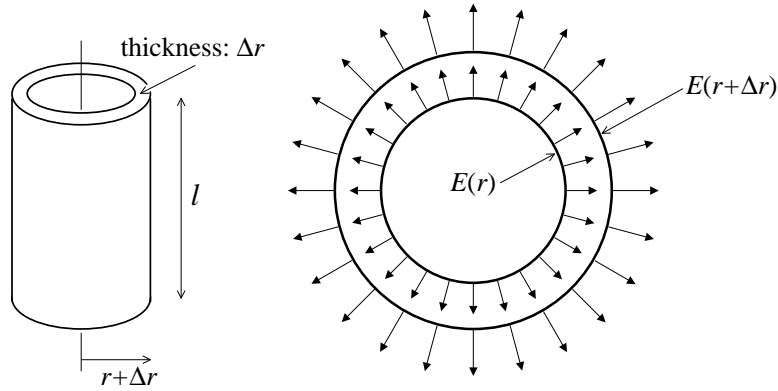 thickness: Δr
l
r+Δr
E(r+Δr)
E(r)